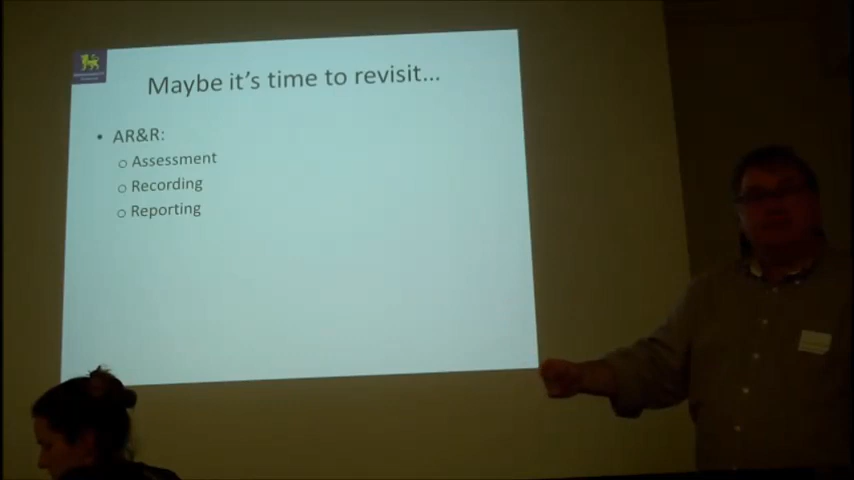 Maybe it's time to revisit...
• AR&R:
○ Assessment
○ Recording
○ Reporting